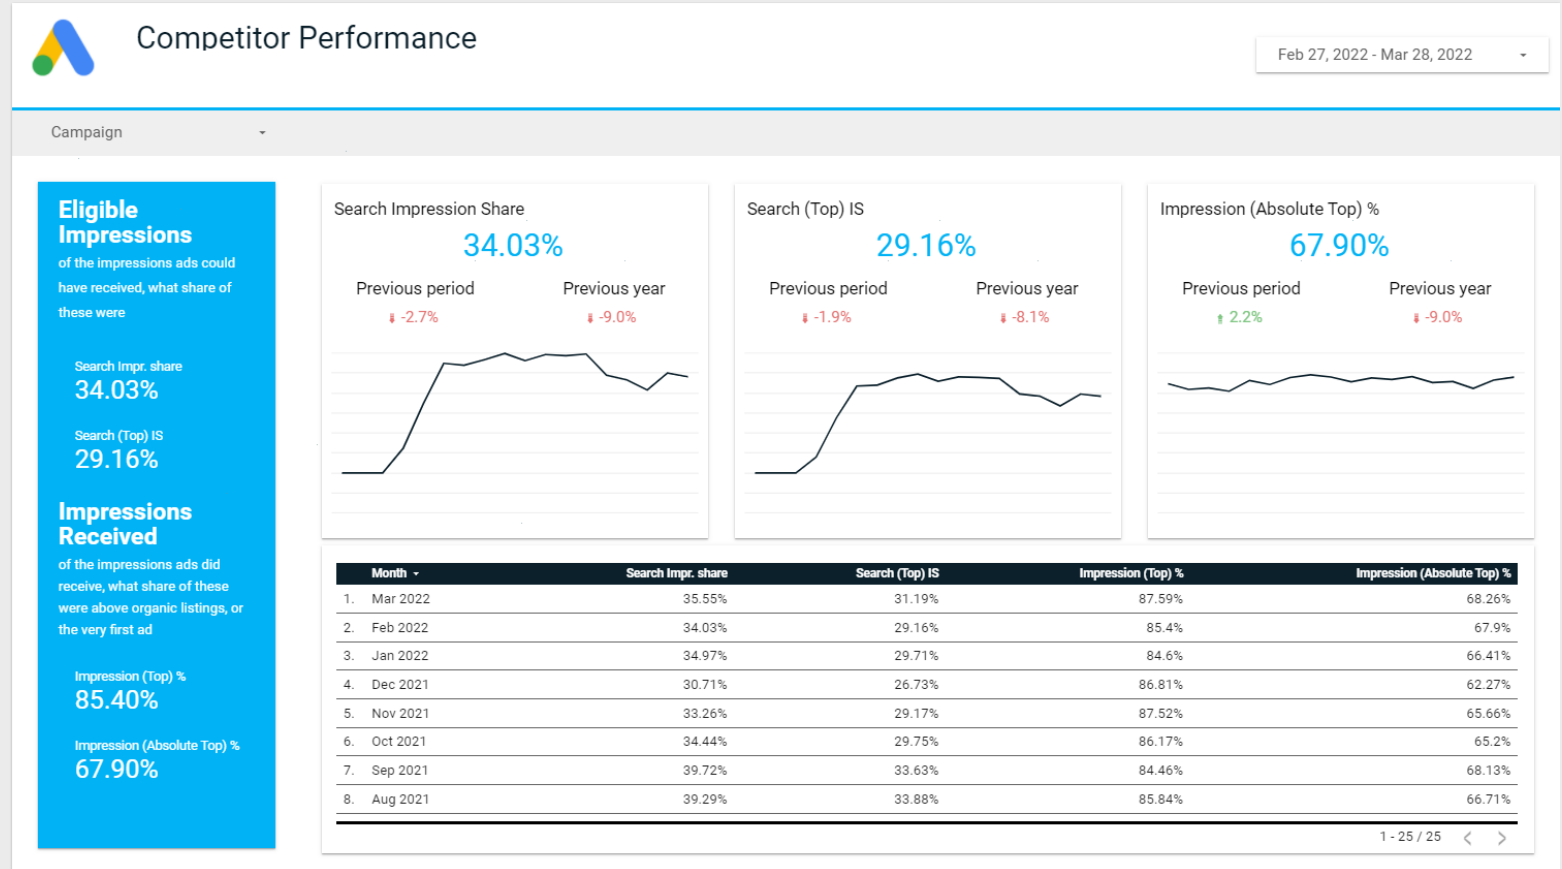 Competitor Performance
Feb 27, 2022 - Mar 28, 2022
Campaign
Eligible
Impressions
of the impressions ads could
have received, what share of
these were
Search Impr. share
34.03%
Search (Top) IS
29.16%
Impressions
Received
of the impressions ads did
receive, what share of these
were above organic listings, or
the very first ad
Impression (Top) %
85.40%
Impression (Absolute Top) %
67.90%
Search Impression Share
34.03%
Previous period Previous year
-2.7% -9.0%
Search (Top) IS
29.16%
Previous period Previous year
-1.9% -8.1%
Impression (Absolute Top) %
67.90%
Previous period Previous year
2.2% -9.0%
Month Search Impr. share Search (Top) IS Impression (Top) % Impression (Absolute Top) %
1. Mar 2022 35.55% 31.19% 87.59% 68.26%
2. Feb 2022 34.03% 29.16% 85.4% 67.9%
3. Jan 2022 34.97% 29.71% 84.6% 66.41%
4. Dec 2021 30.71% 26.73% 86.81% 62.27%
5. Nov 2021 33.26% 29.17% 87.52% 65.66%
6. Oct 2021 34.44% 29.75% 86.17% 65.2%
7. Sep 2021 39.72% 33.63% 84.46% 68.13%
8. Aug 2021 39.29% 33.88% 85.84% 66.71%
1 - 25 / 25